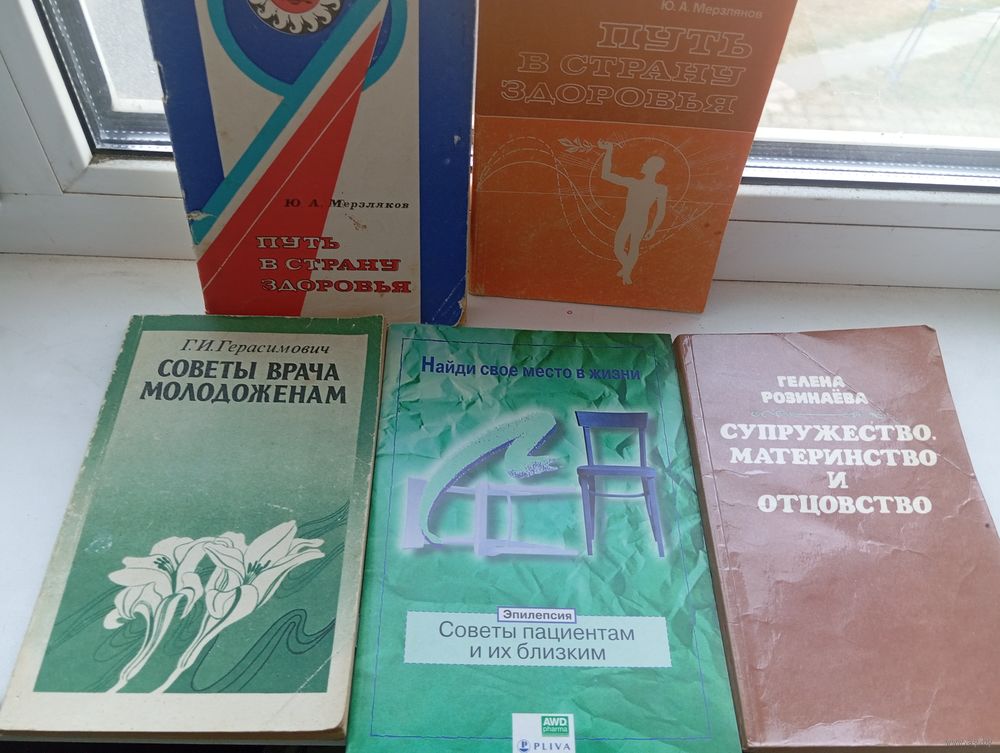 Ю. А. Мерзляков
ПУТЬ
В СТРАНУ
ЗДОРОВЬЯ
Ю. А. Мерзляков
ПУТЬ
В СТРАНУ
ЗДОРОВЬЯ
Г.И.Герасимович
СОВЕТЫ ВРАЧА
МОЛОДОЖЕНАМ
Найди свое место в жизни
Эпилепсия
Советы пациентам
и их близким
AWD
pharma
PLIVA
ГЕЛЕНА
РОЗИНАЁВА
СУПРУЖЕСТВО.
МАТЕРИНСТВО
И
ОТЦОВСТВО